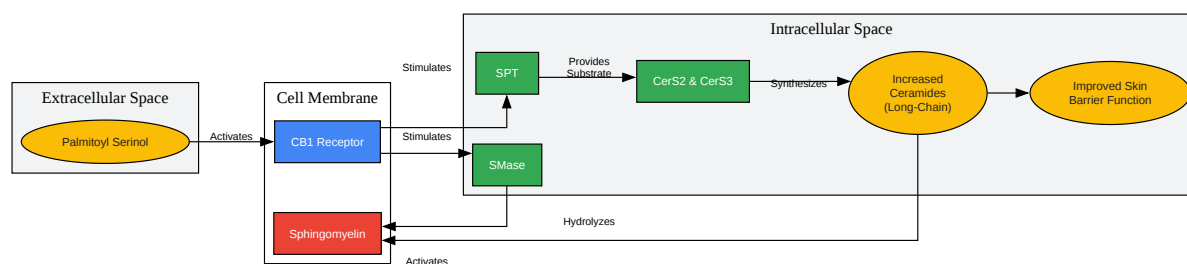 Extracellular Space
Palmitoyl Serinol
Activates
Cell Membrane
CB1 Receptor
Sphingomyelin
Stimulates
Stimulates
Intracellular Space
SPT
Provides
Substrate
CerS2 & CerS3
Synthesizes
Increased
Ceramides
(Long-Chain)
Improved Skin
Barrier Function
SMase
Hydrolyzes
Activates